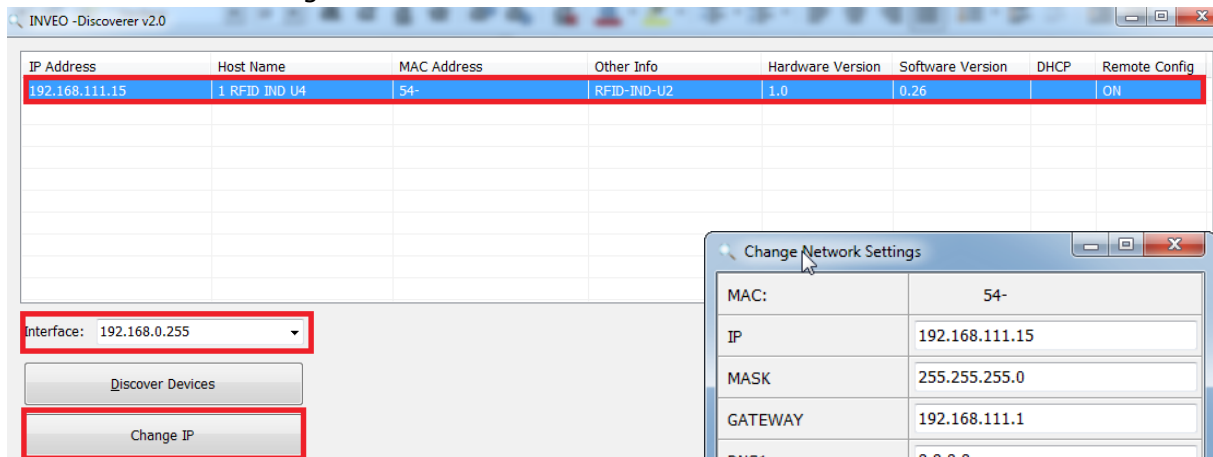 INVEO -Discoverer v2.0
IP Address Host Name MAC Address Other Info Hardware Version Software Version DHCP Remote Config
192.168.111.15 1 RFID IND U4 54- RFID-IND-U2 1.0 0.26 ON
Change Network Settings
MAC: 54-
Interface: 192.168.0.255
IP 192.168.111.15
Discover Devices
MASK 255.255.255.0
Change IP
GATEWAY 192.168.111.1